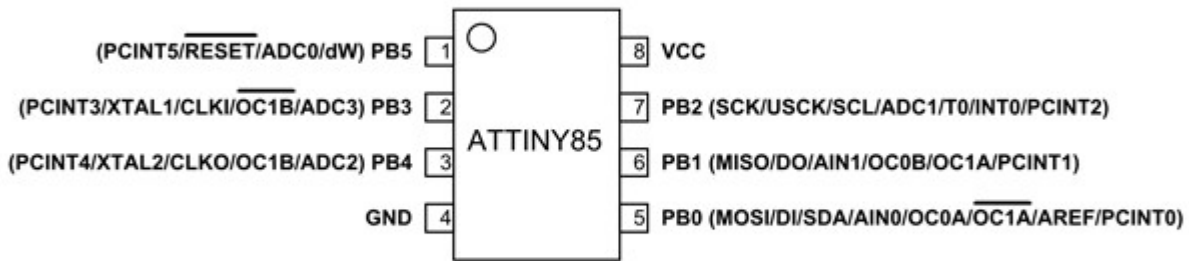 (PCINT5/RESET/ADC0/dW) PB5 1 8 VCC
(PCINT3/XTAL1/CLKI/OC1B/ADC3) PB3 2 7 PB2 (SCK/USCK/SCL/ADC1/T0/INT0/PCINT2)
ATTINY85
(PCINT4/XTAL2/CLKO/OC1B/ADC2) PB4 3 6 PB1 (MISO/DO/AIN1/OC0B/OC1A/PCINT1)
GND 4 5 PB0 (MOSI/DI/SDA/AIN0/OC0A/OC1A/AREF/PCINT0)